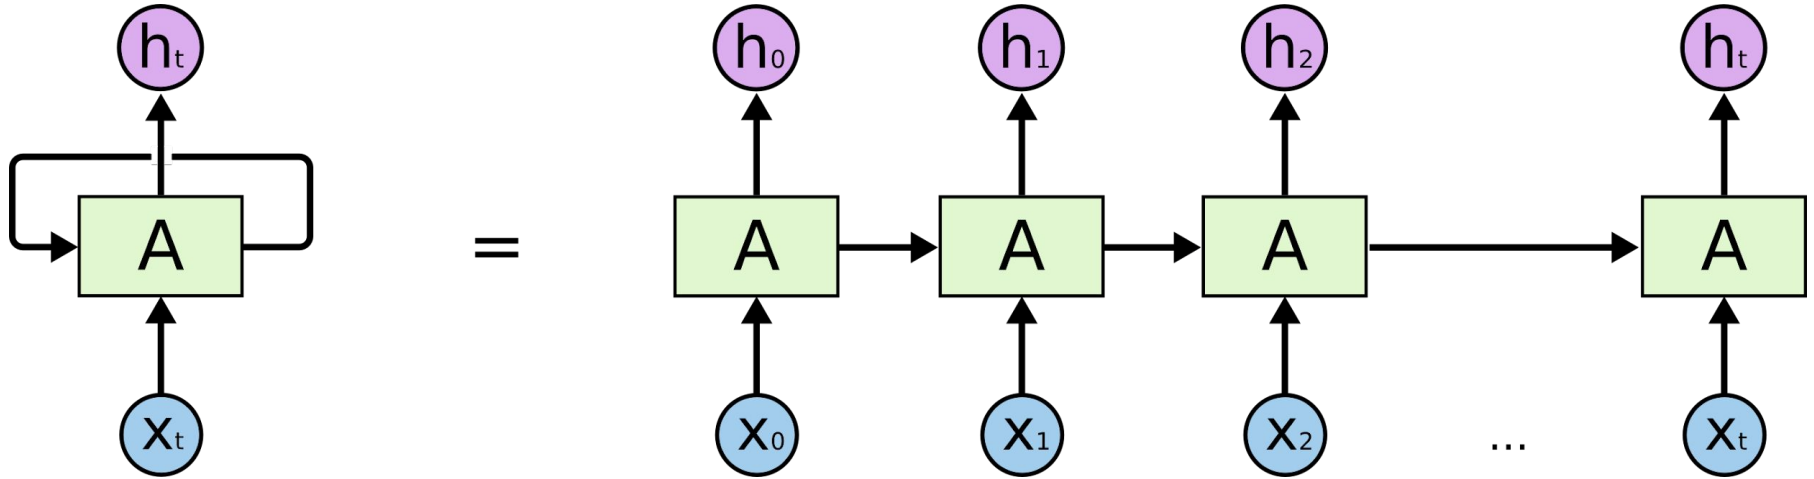 hₜ h₀ h₁ h₂ hₜ
A = A A A A
xₜ x₀ x₁ x₂ ... xₜ